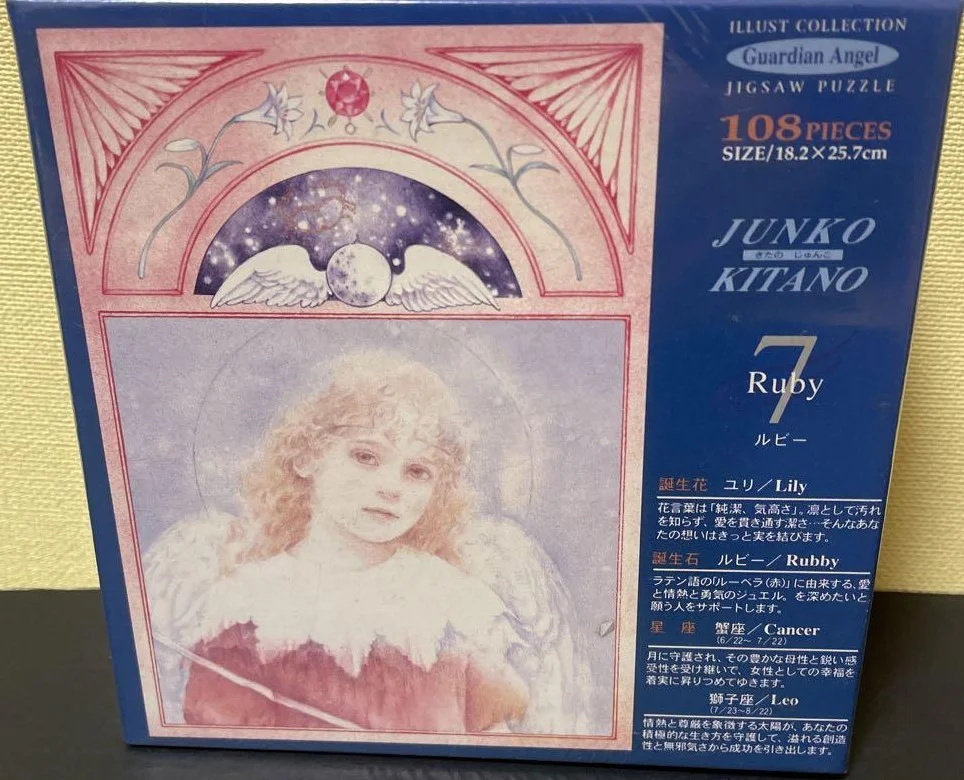 ILLUST COLLECTION
Guardian Angel
JIGSAW PUZZLE
108 PIECES
SIZE/18.2×25.7cm
JUNKO
きたの じゅんこ
KITANO
7
Ruby
ルビー
誕生花 ユリ／Lily
花言葉は「純潔、気高さ」。凛として汚れ
を知らず、愛を貫き通す潔さ…そんなあな
たの想いはきっと実を結びます。
誕生石 ルビー／Rubby
ラテン語の「ルーベラ（赤）」に由来する、愛
と情熱と勇気のジュエル。を深めたいと
願う人をサポートします。
星座 蟹座／Cancer
(6/22〜7/22)
月に守護され、その豊かな母性と鋭い感
受性を受け継いで、女性としての幸福を
着実に昇りつめてゆきます。
獅子座／Leo
(7/23〜8/22)
情熱と尊厳を象徴する太陽が、あなたの
積極的な生き方を守護して、溢れる創造
性と無邪気さから成功を引き出します。